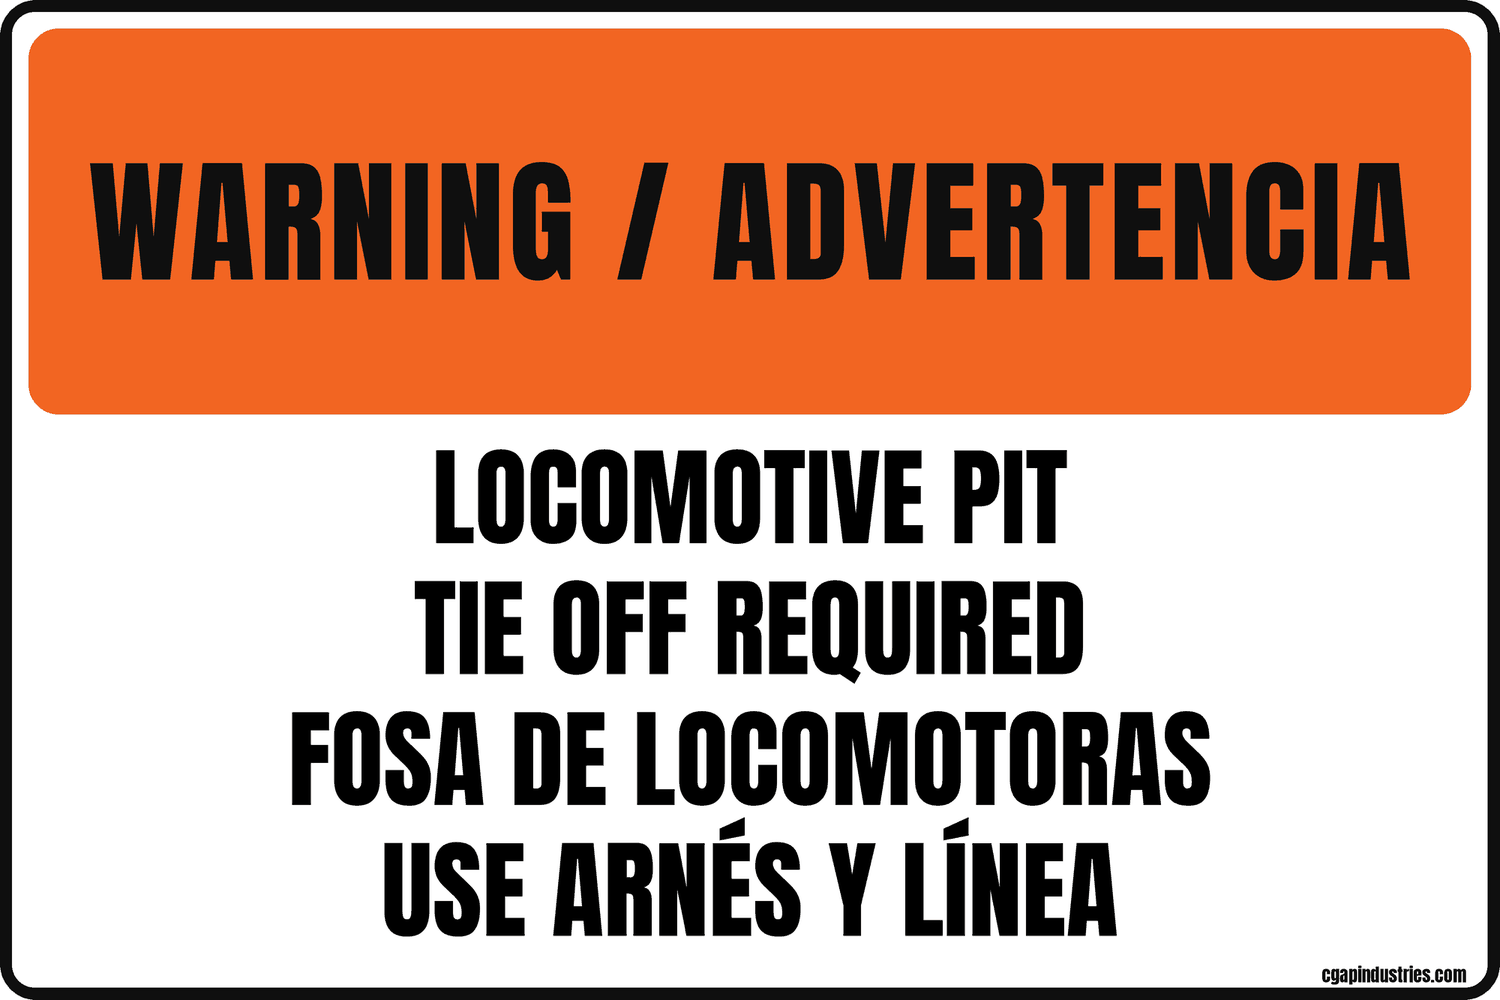 WARNING / ADVERTENCIA
LOCOMOTIVE PIT
TIE OFF REQUIRED
FOSA DE LOCOMOTORAS
USE ARNÉS Y LÍNEA
cgapindustries.com